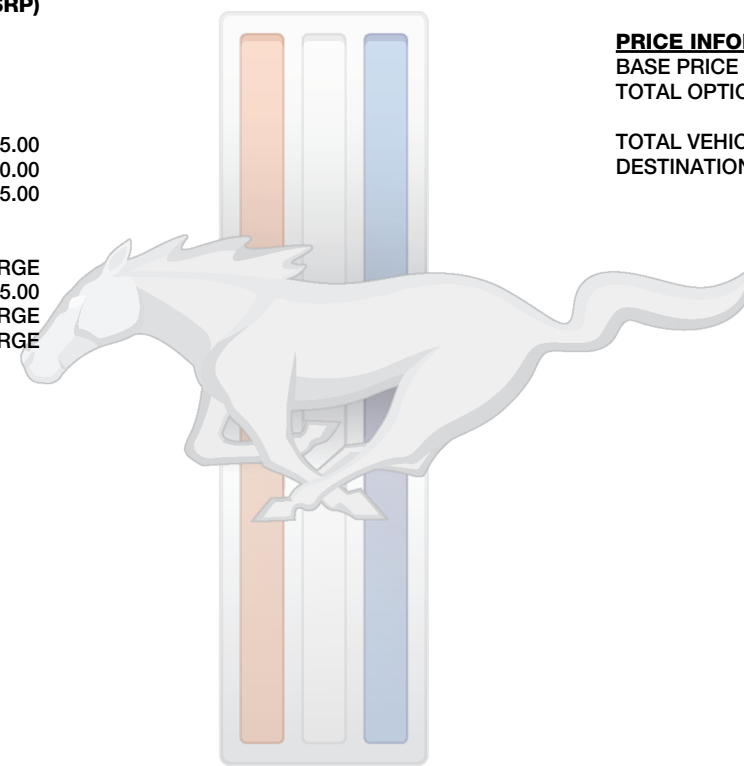 SRP)
5.00
0.00
5.00
RGE
5.00
RGE
RGE
PRICE INFO
BASE PRICE
TOTAL OPTIO
TOTAL VEHIC
DESTINATION